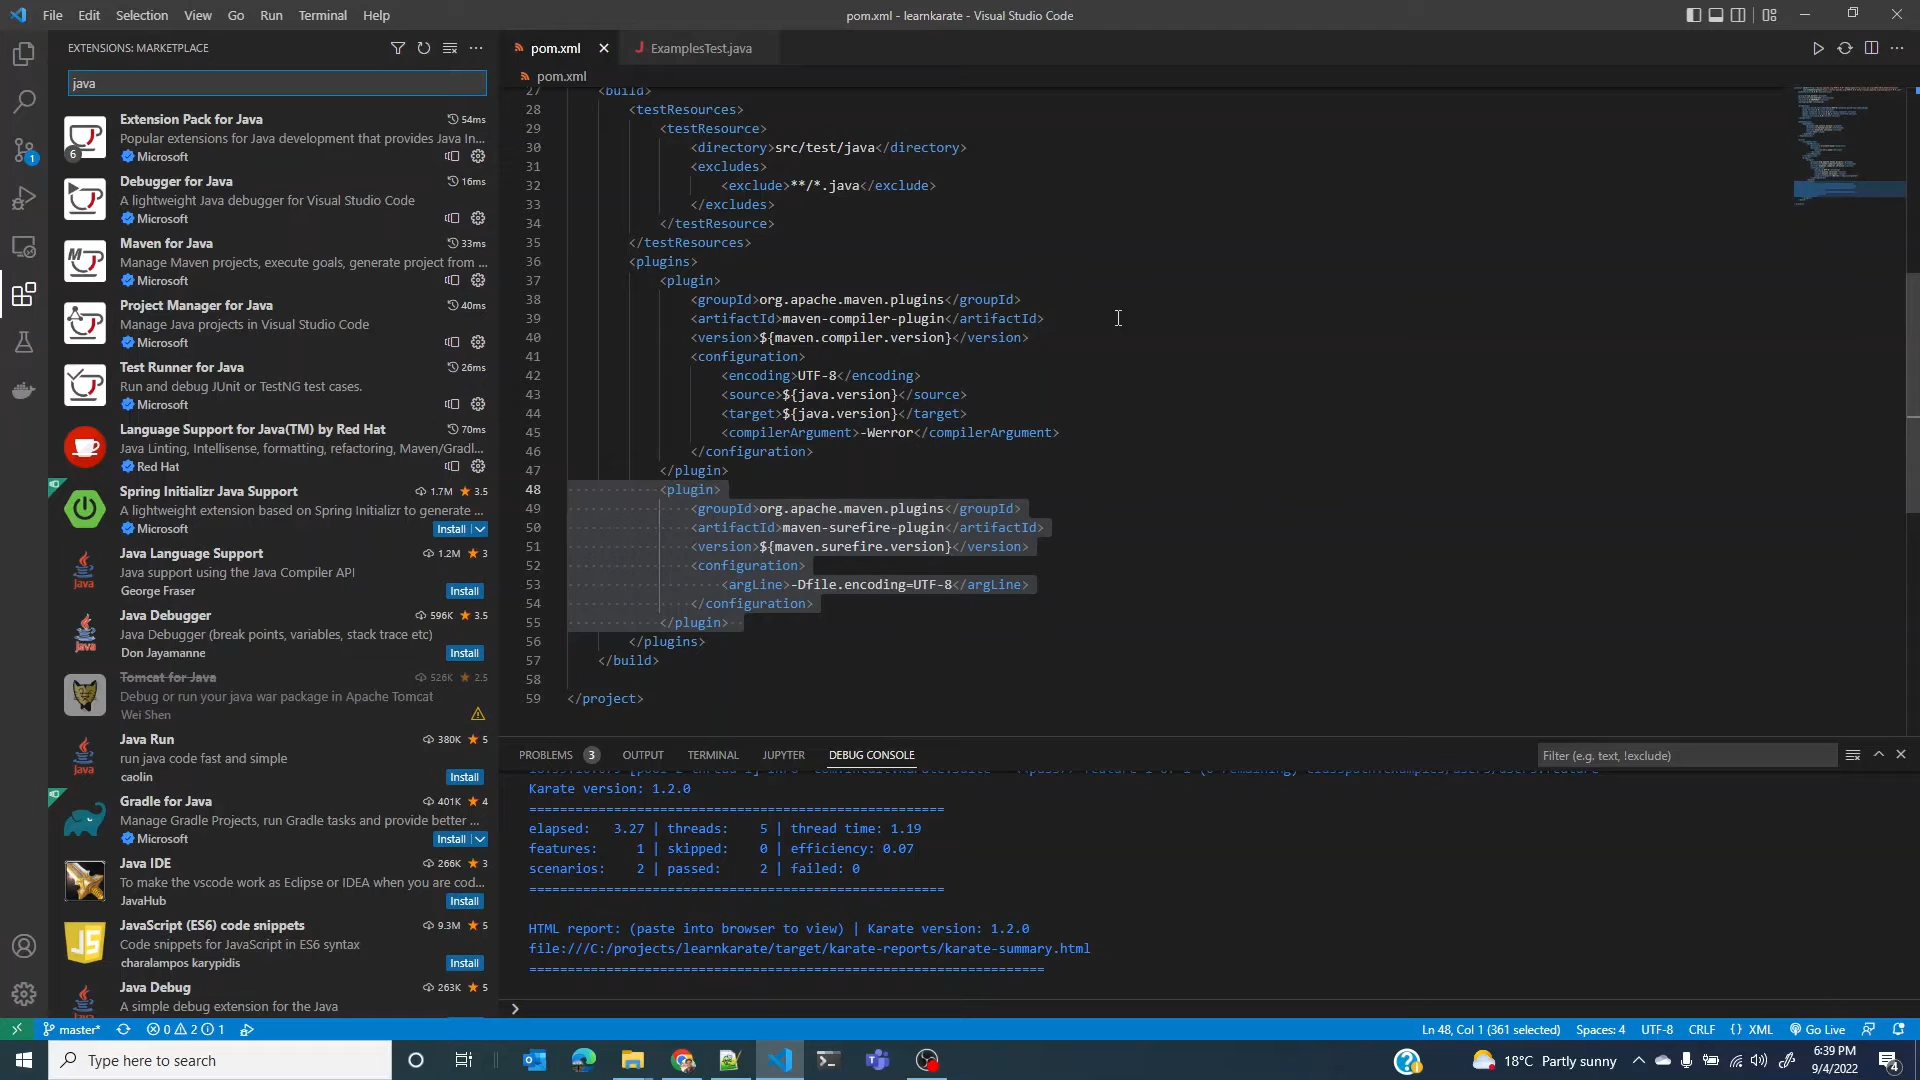 File Edit Selection View Go Run Terminal Help
pom.xml - learnkarate - Visual Studio Code
EXTENSIONS: MARKETPLACE
java
Extension Pack for Java 54ms
Popular extensions for Java development that provides Java In...
6
Microsoft
Debugger for Java 16ms
A lightweight Java debugger for Visual Studio Code
Microsoft
Maven for Java 33ms
Manage Maven projects, execute goals, generate project from ...
Microsoft
Project Manager for Java 40ms
Manage Java projects in Visual Studio Code
Microsoft
Test Runner for Java 26ms
Run and debug JUnit or TestNG test cases.
Microsoft
Language Support for Java(TM) by Red Hat 70ms
Java Linting, Intellisense, formatting, refactoring, Maven/Gradl...
Red Hat
Spring Initializr Java Support 1.7M 3.5
A lightweight extension based on Spring Initializr to generate ...
Microsoft Install
Java Language Support 1.2M 3
Java support using the Java Compiler API
George Fraser Install
Java Debugger 596K 3.5
Java Debugger (break points, variables, stack trace etc)
Don Jayamanne Install
Tomcat for Java 526K 2.5
Debug or run your java war package in Apache Tomcat
Wei Shen
Java Run 380K 5
run java code fast and simple
caolin Install
Gradle for Java 401K 4
Manage Gradle Projects, run Gradle tasks and provide better ...
Microsoft Install
Java IDE 266K 3
To make the vscode work as Eclipse or IDEA when you are cod...
JavaHub Install
JavaScript (ES6) code snippets 9.3M 5
Code snippets for JavaScript in ES6 syntax
charalampos karypidis Install
Java Debug 263K 5
A simple debug extension for the Java
1
pom.xml ExamplesTest.java
pom.xml
27 <build>
28 <testResources>
29 <testResource>
30 <directory>src/test/java</directory>
31 <excludes>
32 <exclude>**/*.java</exclude>
33 </excludes>
34 </testResource>
35 </testResources>
36 <plugins>
37 <plugin>
38 <groupId>org.apache.maven.plugins</groupId>
39 <artifactId>maven-compiler-plugin</artifactId>
40 <version>${maven.compiler.version}</version>
41 <configuration>
42 <encoding>UTF-8</encoding>
43 <source>${java.version}</source>
44 <target>${java.version}</target>
45 <compilerArgument>-Werror</compilerArgument>
46 </configuration>
47 </plugin>
48 <plugin>
49 <groupId>org.apache.maven.plugins</groupId>
50 <artifactId>maven-surefire-plugin</artifactId>
51 <version>${maven.surefire.version}</version>
52 <configuration>
53 <argLine>-Dfile.encoding=UTF-8</argLine>
54 </configuration>
55 </plugin>
56 </plugins>
57 </build>
58
59 </project>
PROBLEMS 3 OUTPUT TERMINAL JUPYTER DEBUG CONSOLE
Filter (e.g. text, !exclude)
Karate version: 1.2.0
======================================================
elapsed: 3.27 | threads: 5 | thread time: 1.19
features: 1 | skipped: 0 | efficiency: 0.07
scenarios: 2 | passed: 2 | failed: 0
======================================================
HTML report: (paste into browser to view) | Karate version: 1.2.0
file:///C:/projects/learnkarate/target/karate-reports/karate-summary.html
===================================================================
master* 0 2 1
Ln 48, Col 1 (361 selected) Spaces: 4 UTF-8 CRLF {} XML Go Live
Type here to search
18°C Partly sunny
6:39 PM
9/4/2022
4